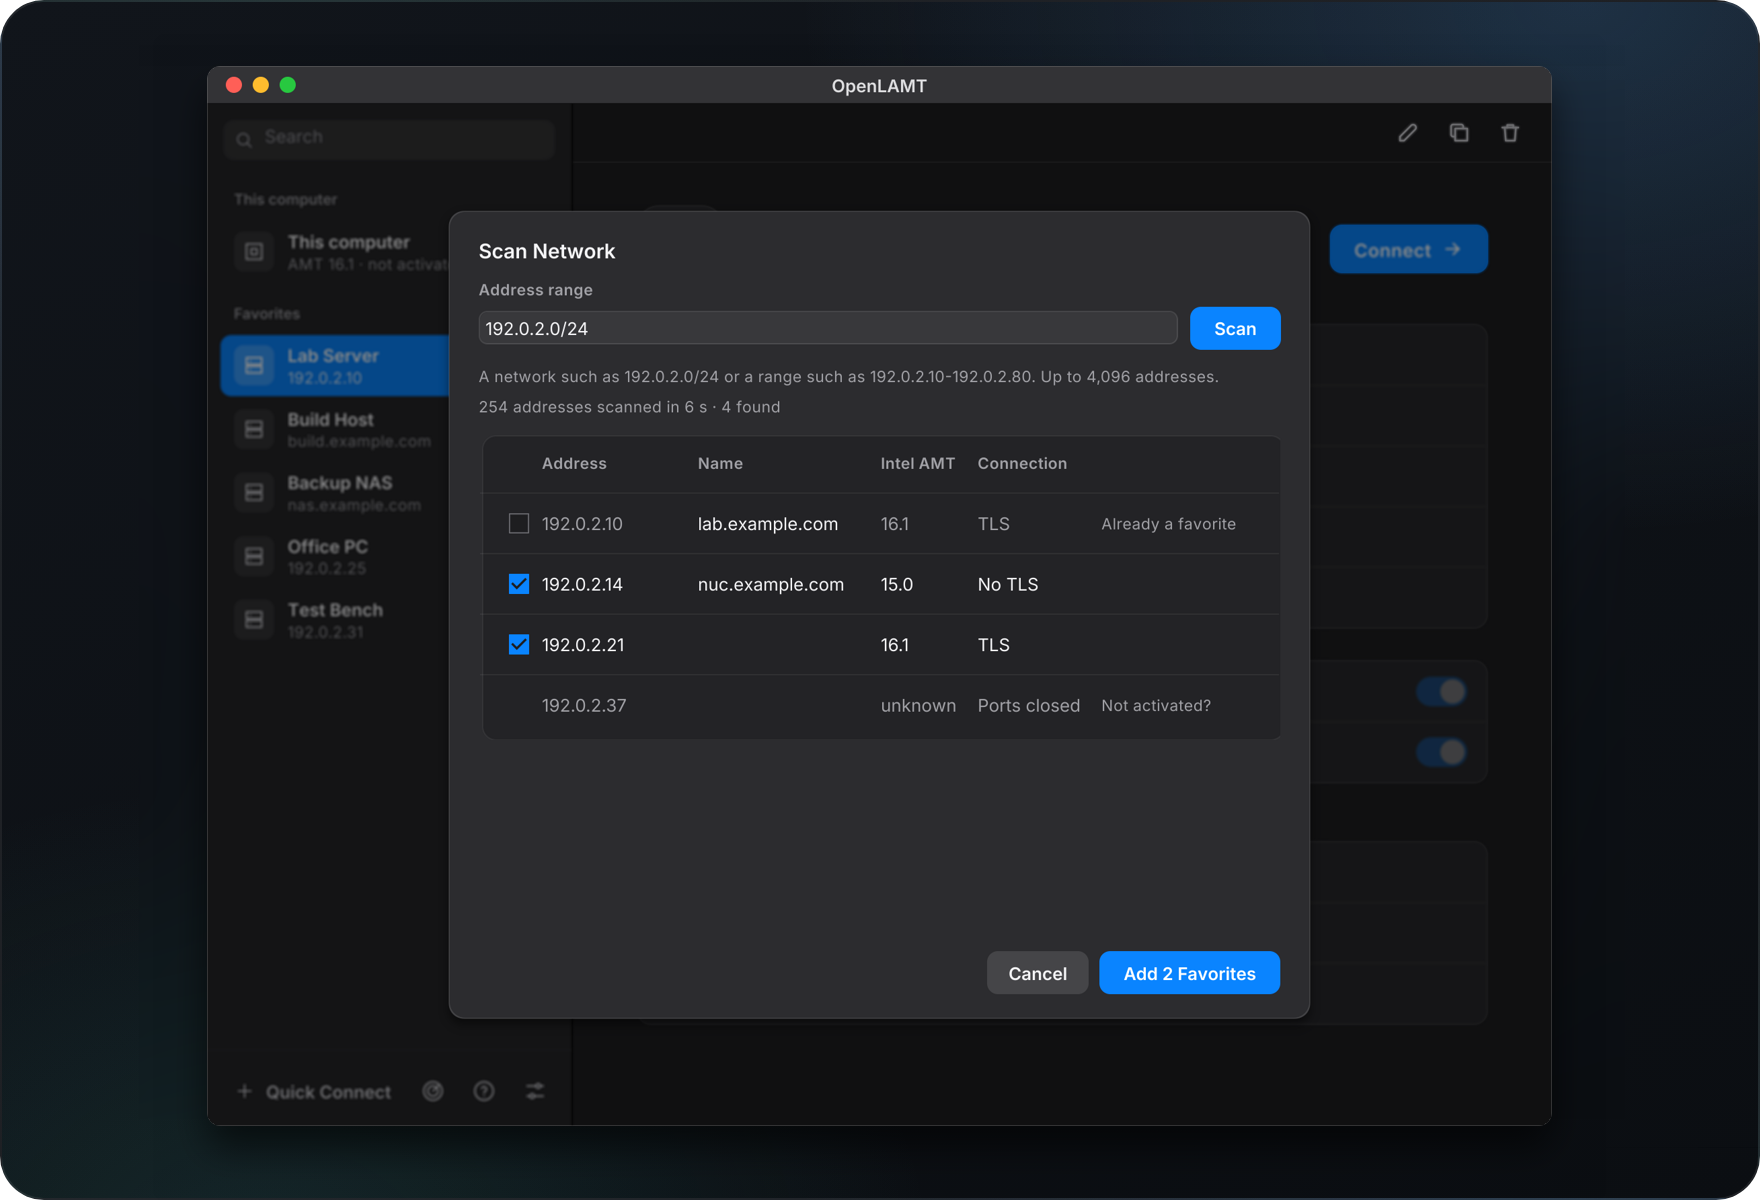 OpenLAMT
Search
This computer
This computer
AMT 16.1 · not activat
Favorites
Lab Server
192.0.2.10
Build Host
build.example.com
Backup NAS
nas.example.com
Office PC
192.0.2.25
Test Bench
192.0.2.31
Quick Connect
Connect
Scan Network
Address range
192.0.2.0/24
Scan
A network such as 192.0.2.0/24 or a range such as 192.0.2.10-192.0.2.80. Up to 4,096 addresses.
254 addresses scanned in 6 s · 4 found
Address Name Intel AMT Connection
192.0.2.10 lab.example.com 16.1 TLS Already a favorite
192.0.2.14 nuc.example.com 15.0 No TLS
192.0.2.21 16.1 TLS
192.0.2.37 unknown Ports closed Not activated?
Cancel
Add 2 Favorites